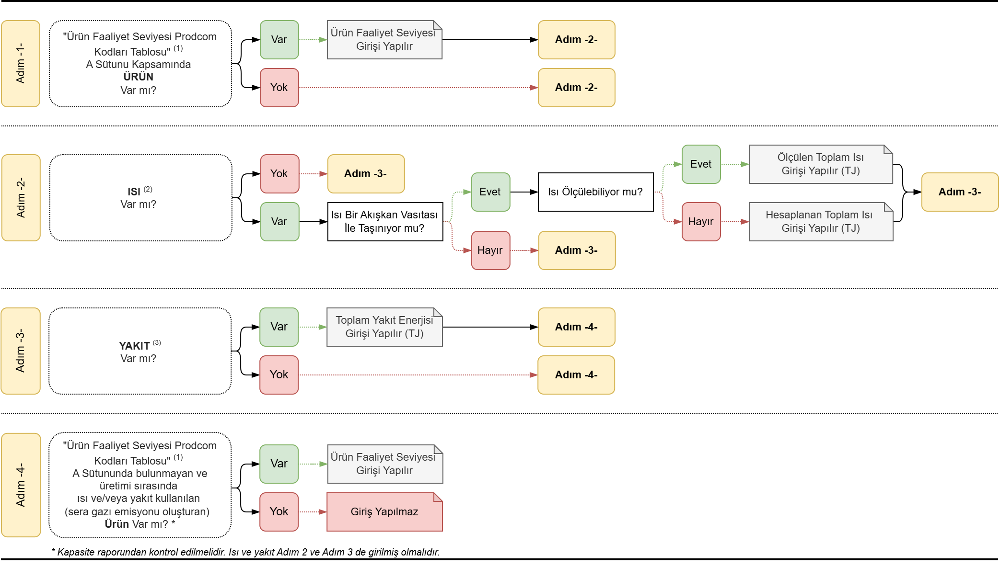 Adım -1-
"Ürün Faaliyet Seviyesi Prodcom
Kodları Tablosu" (1)
A Sütunu Kapsamında
ÜRÜN
Var mı?
Var
Ürün Faaliyet Seviyesi
Girişi Yapılır
Adım -2-
Yok
Adım -2-
Adım -2-
ISI (2)
Var mı?
Yok
Adım -3-
Var
Isı Bir Akışkan Vasıtası
İle Taşınıyor mu?
Evet
Isı Ölçülebiliyor mu?
Evet
Ölçülen Toplam Isı
Girişi Yapılır (TJ)
Hayır
Hesaplanan Toplam Isı
Girişi Yapılır (TJ)
Adım -3-
Hayır
Adım -3-
Adım -3-
YAKIT (3)
Var mı?
Var
Toplam Yakıt Enerjisi
Girişi Yapılır (TJ)
Adım -4-
Yok
Adım -4-
Adım -4-
"Ürün Faaliyet Seviyesi Prodcom
Kodları Tablosu" (1)
A Sütununda bulunmayan ve
üretimi sırasında
ısı ve/veya yakıt kullanılan
(sera gazı emisyonu oluşturan)
Ürün Var mı? *
Var
Ürün Faaliyet Seviyesi
Girişi Yapılır
Yok
Giriş Yapılmaz
* Kapasite raporundan kontrol edilmelidir. Isı ve yakıt Adım 2 ve Adım 3 de girilmiş olmalıdır.